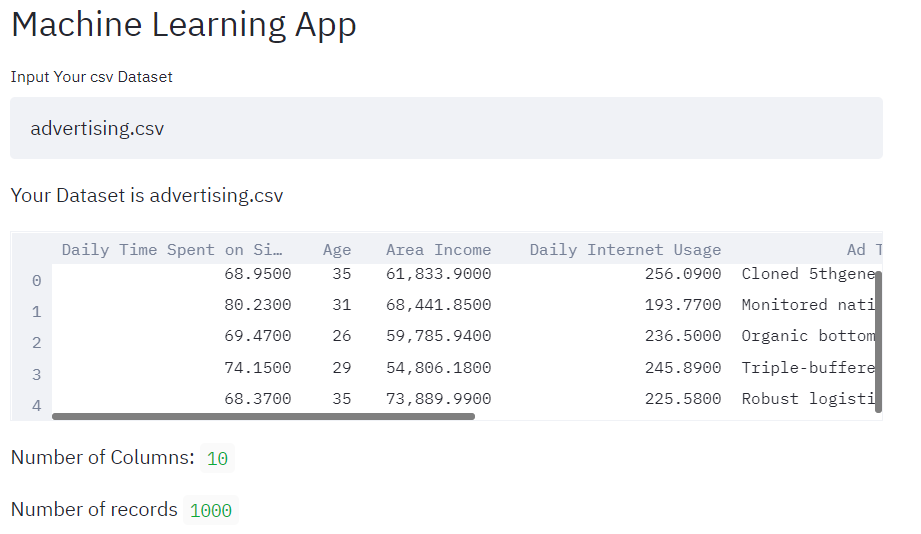 Machine Learning App
Input Your csv Dataset
advertising.csv
Your Dataset is advertising.csv
Daily Time Spent on Si… Age Area Income Daily Internet Usage Ad T
0 68.9500 35 61,833.9000 256.0900 Cloned 5thgene
1 80.2300 31 68,441.8500 193.7700 Monitored nati
2 69.4700 26 59,785.9400 236.5000 Organic bottom
3 74.1500 29 54,806.1800 245.8900 Triple-buffere
4 68.3700 35 73,889.9900 225.5800 Robust logisti
Number of Columns: 10
Number of records 1000